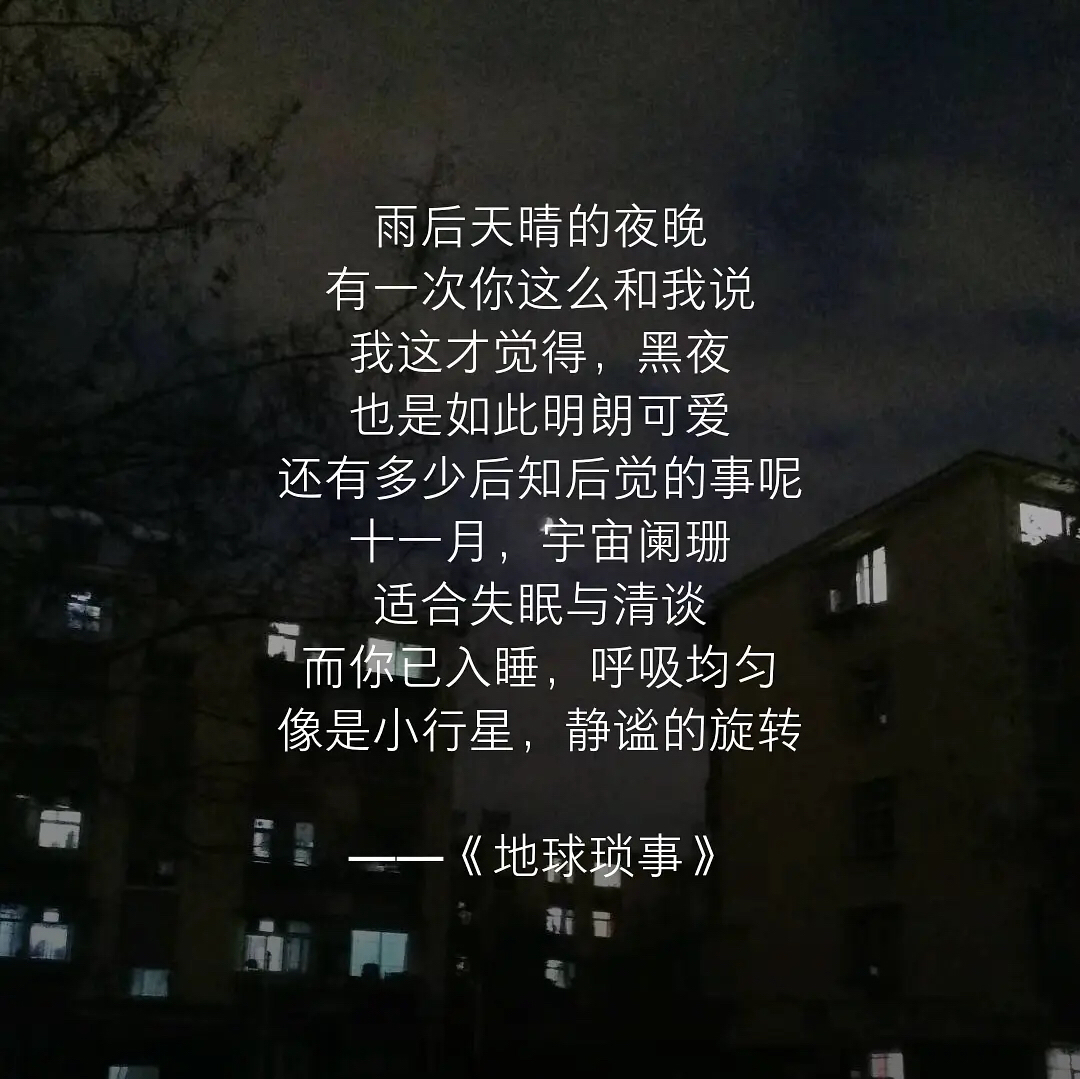 雨后天晴的夜晚
有一次你这么和我说
我这才觉得，黑夜
也是如此明朗可爱
还有多少后知后觉的事呢
十一月，宇宙阑珊
适合失眠与清谈
而你已入睡，呼吸均匀
像是小行星，静谧的旋转
——《地球琐事》